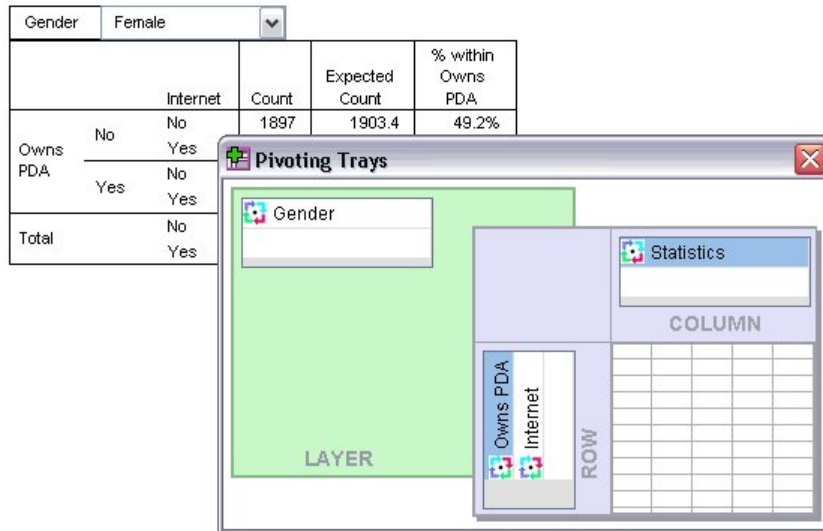 Gender Female
Internet Count Expected Count % within Owns PDA
Owns PDA No No 1897 1903.4 49.2%
Yes
Yes No
Yes
Total No
Yes
Pivoting Trays
Gender
LAYER
Statistics
COLUMN
Owns PDA
Internet
ROW